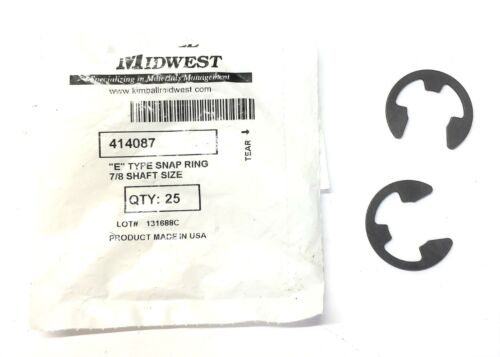 MIDWEST
Specializing in Materials Management
www.kimballmidwest.com
414087
TEAR
"E" TYPE SNAP RING
7/8 SHAFT SIZE
QTY: 25
LOT# 131688C
PRODUCT MADE IN USA